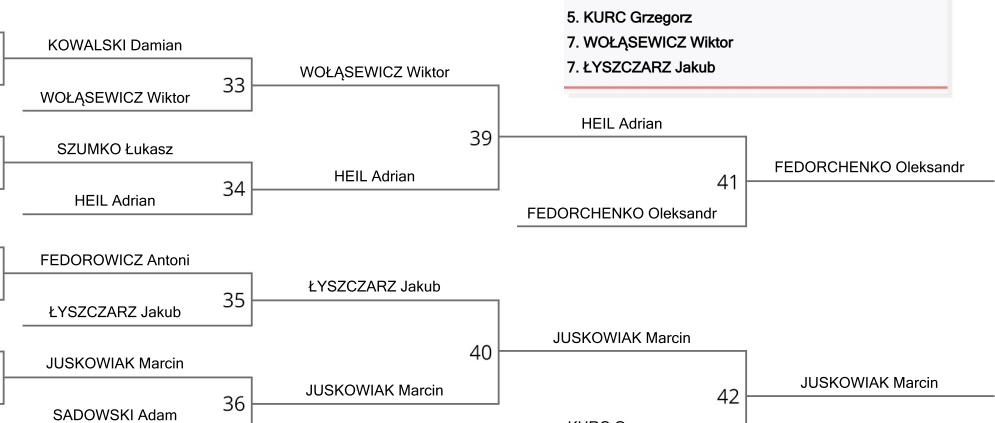 5. KURC Grzegorz
7. WOŁĄSEWICZ Wiktor
7. ŁYSZCZARZ Jakub
KOWALSKI Damian
33
WOŁĄSEWICZ Wiktor
WOŁĄSEWICZ Wiktor
39
HEIL Adrian
SZUMKO Łukasz
34
HEIL Adrian
HEIL Adrian
41
FEDORCHENKO Oleksandr
FEDORCHENKO Oleksandr
FEDOROWICZ Antoni
35
ŁYSZCZARZ Jakub
ŁYSZCZARZ Jakub
40
JUSKOWIAK Marcin
JUSKOWIAK Marcin
36
JUSKOWIAK Marcin
42
JUSKOWIAK Marcin
SADOWSKI Adam